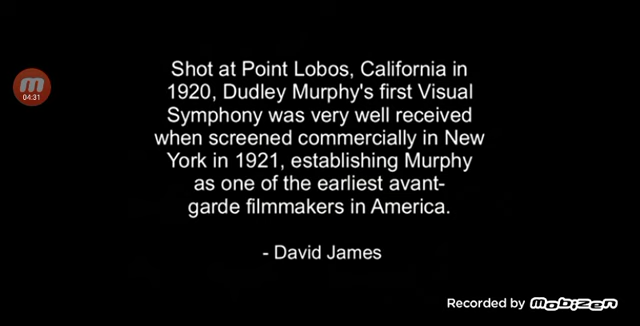 Shot at Point Lobos, California in
1920, Dudley Murphy's first Visual
Symphony was very well received
when screened commercially in New
York in 1921, establishing Murphy
as one of the earliest avant-
garde filmmakers in America.
- David James
04:31
Recorded by mobizen